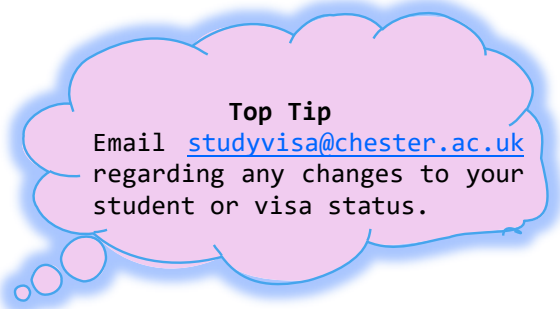 Top Tip
Email studyvisa@chester.ac.uk
regarding any changes to your
student or visa status.